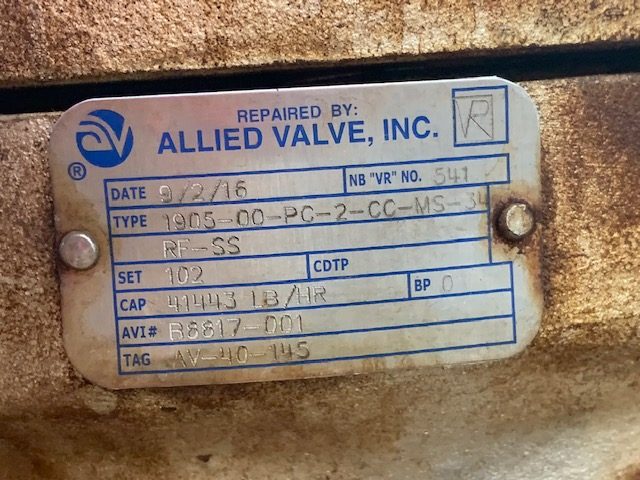 REPAIRED BY:
ALLIED VALVE, INC. VR
®
DATE 9/2/16 NB "VR" NO. 541
TYPE 1905-00-PC-2-CC-MS-34
RF-SS
SET 102 CDTP
CAP 41443 LB/HR BP 0
AVI# B8817-001
TAG AV-40-145